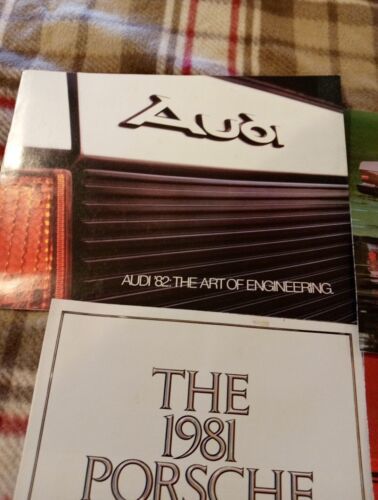 Audi
AUDI '82: THE ART OF ENGINEERING.
THE
1981
PORSCHE